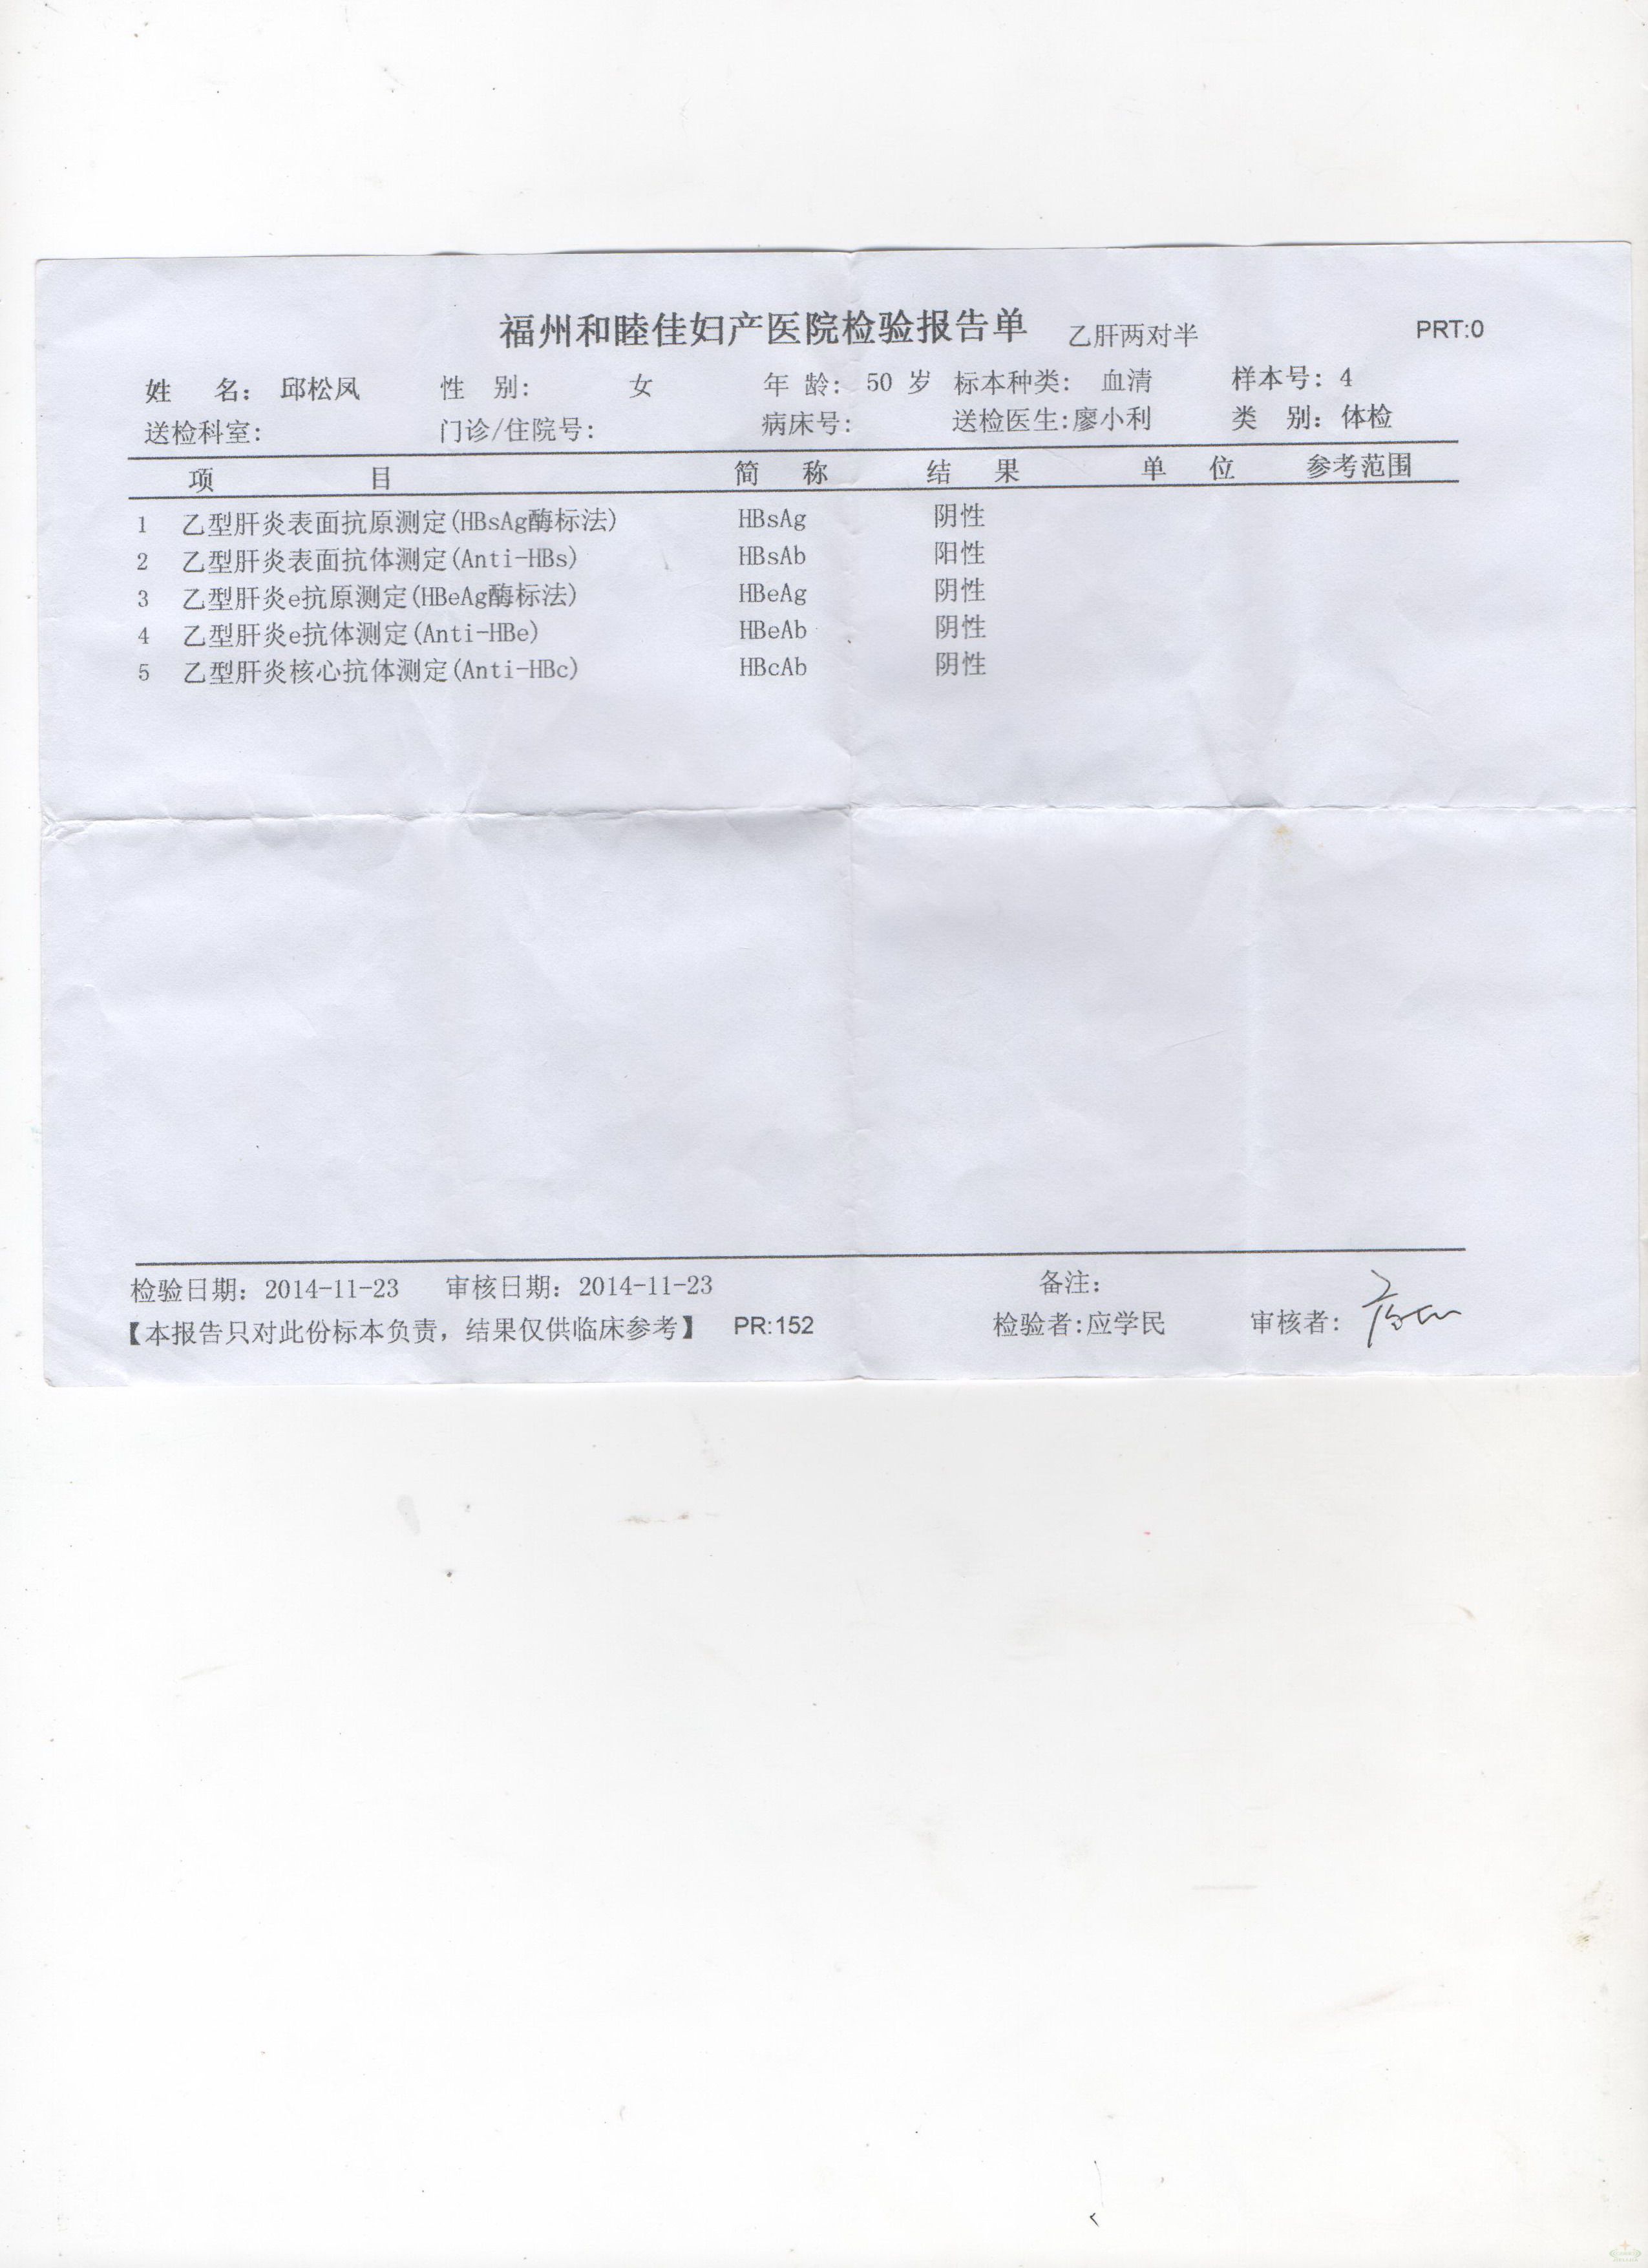 福州和睦佳妇产医院检验报告单 乙肝两对半 PRT:0
姓 名: 邱松凤 性 别: 女 年 龄: 50 岁 标本种类: 血清 样本号: 4
送检科室: 门诊/住院号: 病床号: 送检医生:廖小利 类 别: 体检
项 目 简 称 结 果 单 位 参考范围
1 乙型肝炎表面抗原测定(HBsAg酶标法) HBsAg 阴性
2 乙型肝炎表面抗体测定(Anti-HBs) HBsAb 阳性
3 乙型肝炎e抗原测定(HBeAg酶标法) HBeAg 阴性
4 乙型肝炎e抗体测定(Anti-HBe) HBeAb 阴性
5 乙型肝炎核心抗体测定(Anti-HBc) HBcAb 阴性
检验日期: 2014-11-23 审核日期: 2014-11-23 备注:
【本报告只对此份标本负责，结果仅供临床参考】 PR:152 检验者:应学民 审核者: